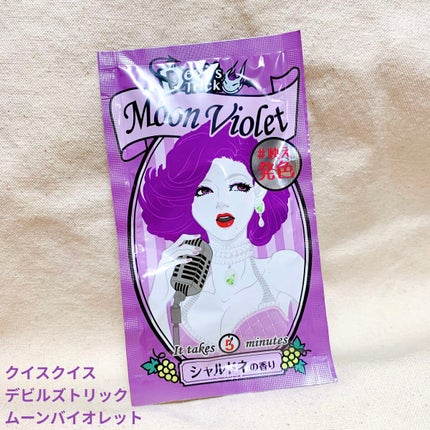 Devil's
Trick
Moon Violet
#映え
発色
It takes 5 minutes
シャルドネの香り
クイスクイス
デビルズトリック
ムーンバイオレット